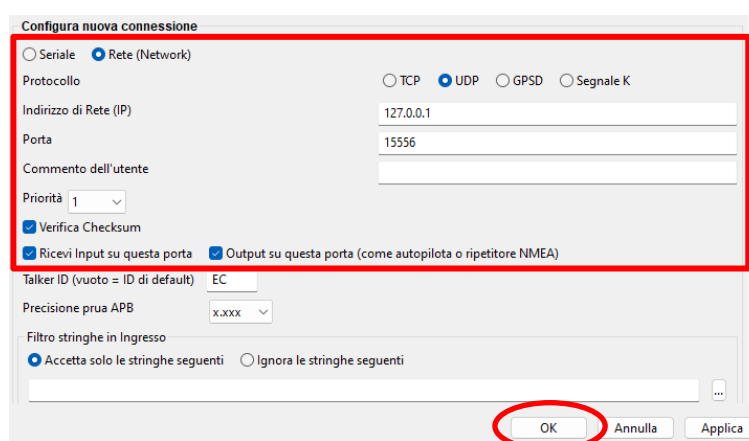 Configura nuova connessione
Seriale Rete (Network)
Protocollo TCP UDP GPSD Segnale K
Indirizzo di Rete (IP) 127.0.0.1
Porta 15556
Commento dell'utente
Priorità 1
Verifica Checksum
Ricevi Input su questa porta Output su questa porta (come autopilota o ripetitore NMEA)
Talker ID (vuoto = ID di default) EC
Precisione prua APB x.xxx
Filtro stringhe in Ingresso
Accetta solo le stringhe seguenti Ignora le stringhe seguenti
...
OK Annulla Applica